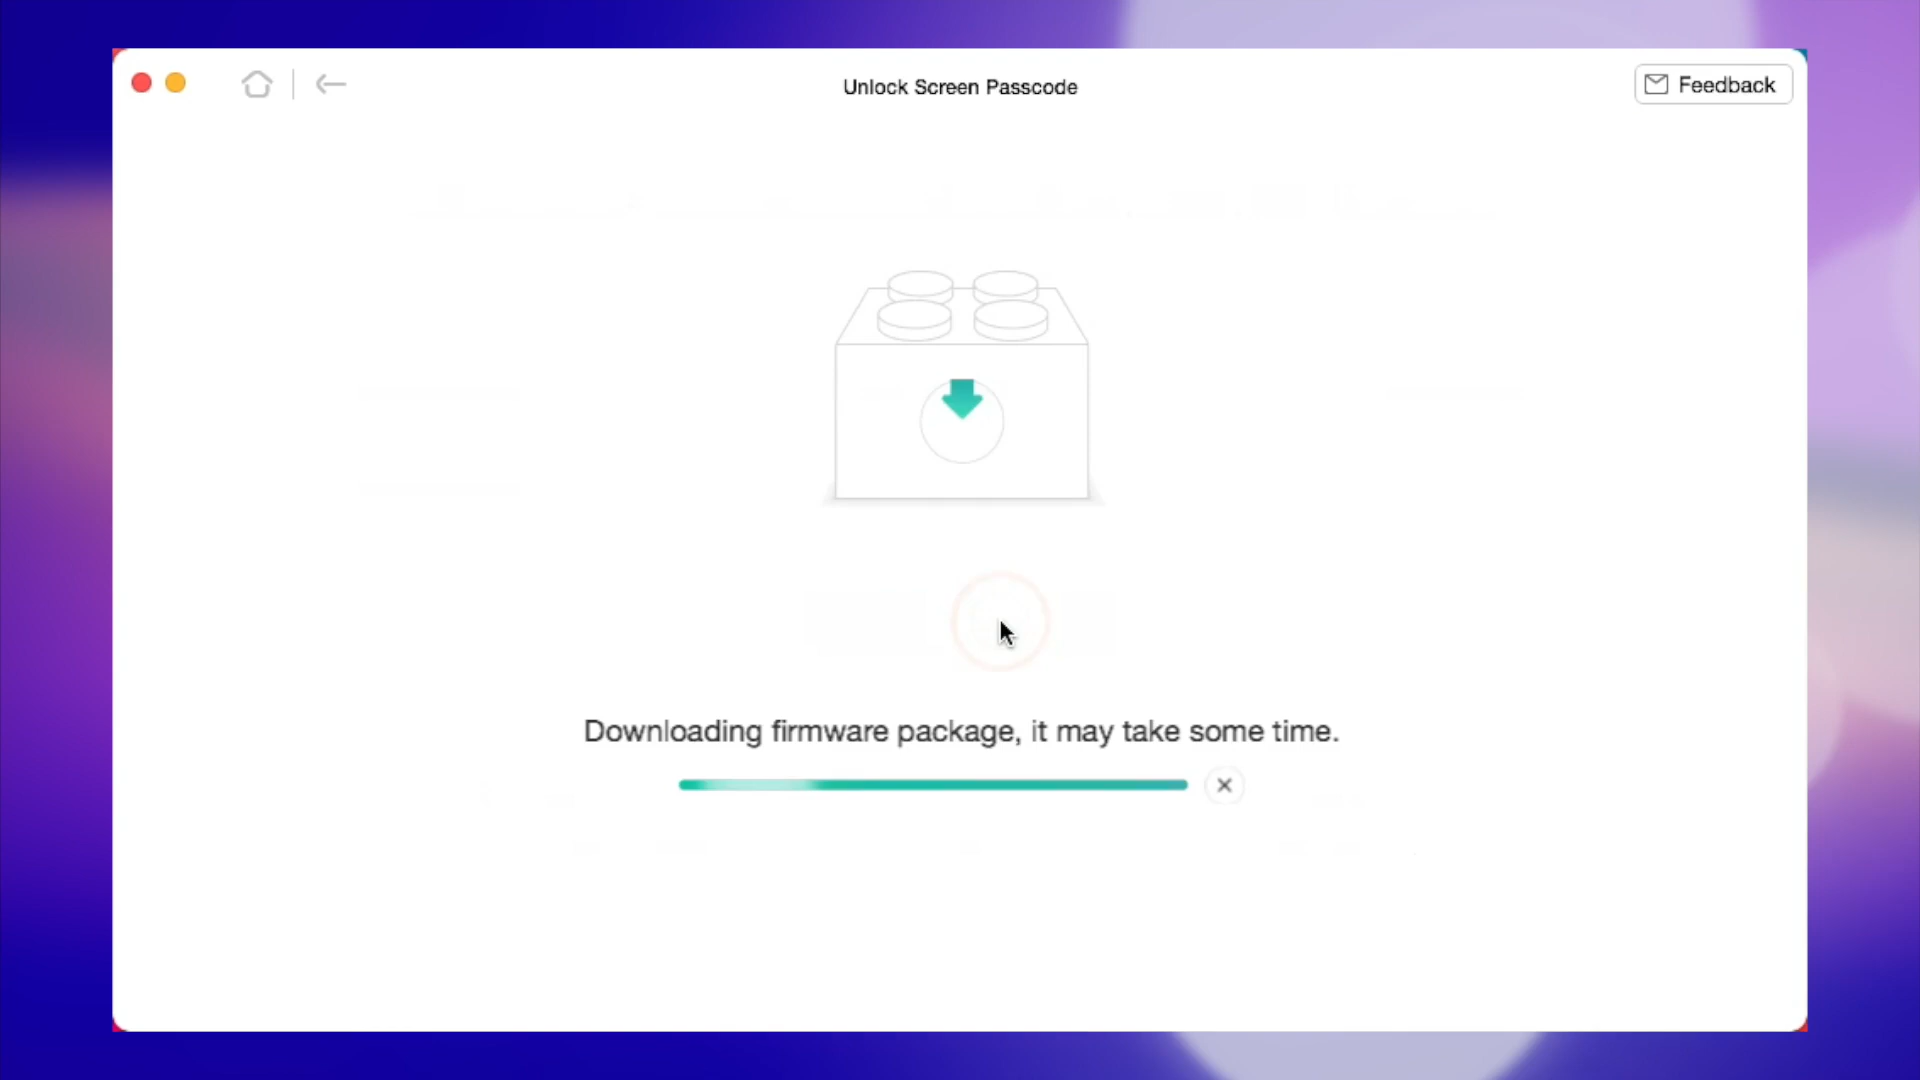 Unlock Screen Passcode
Feedback
Downloading firmware package, it may take some time.